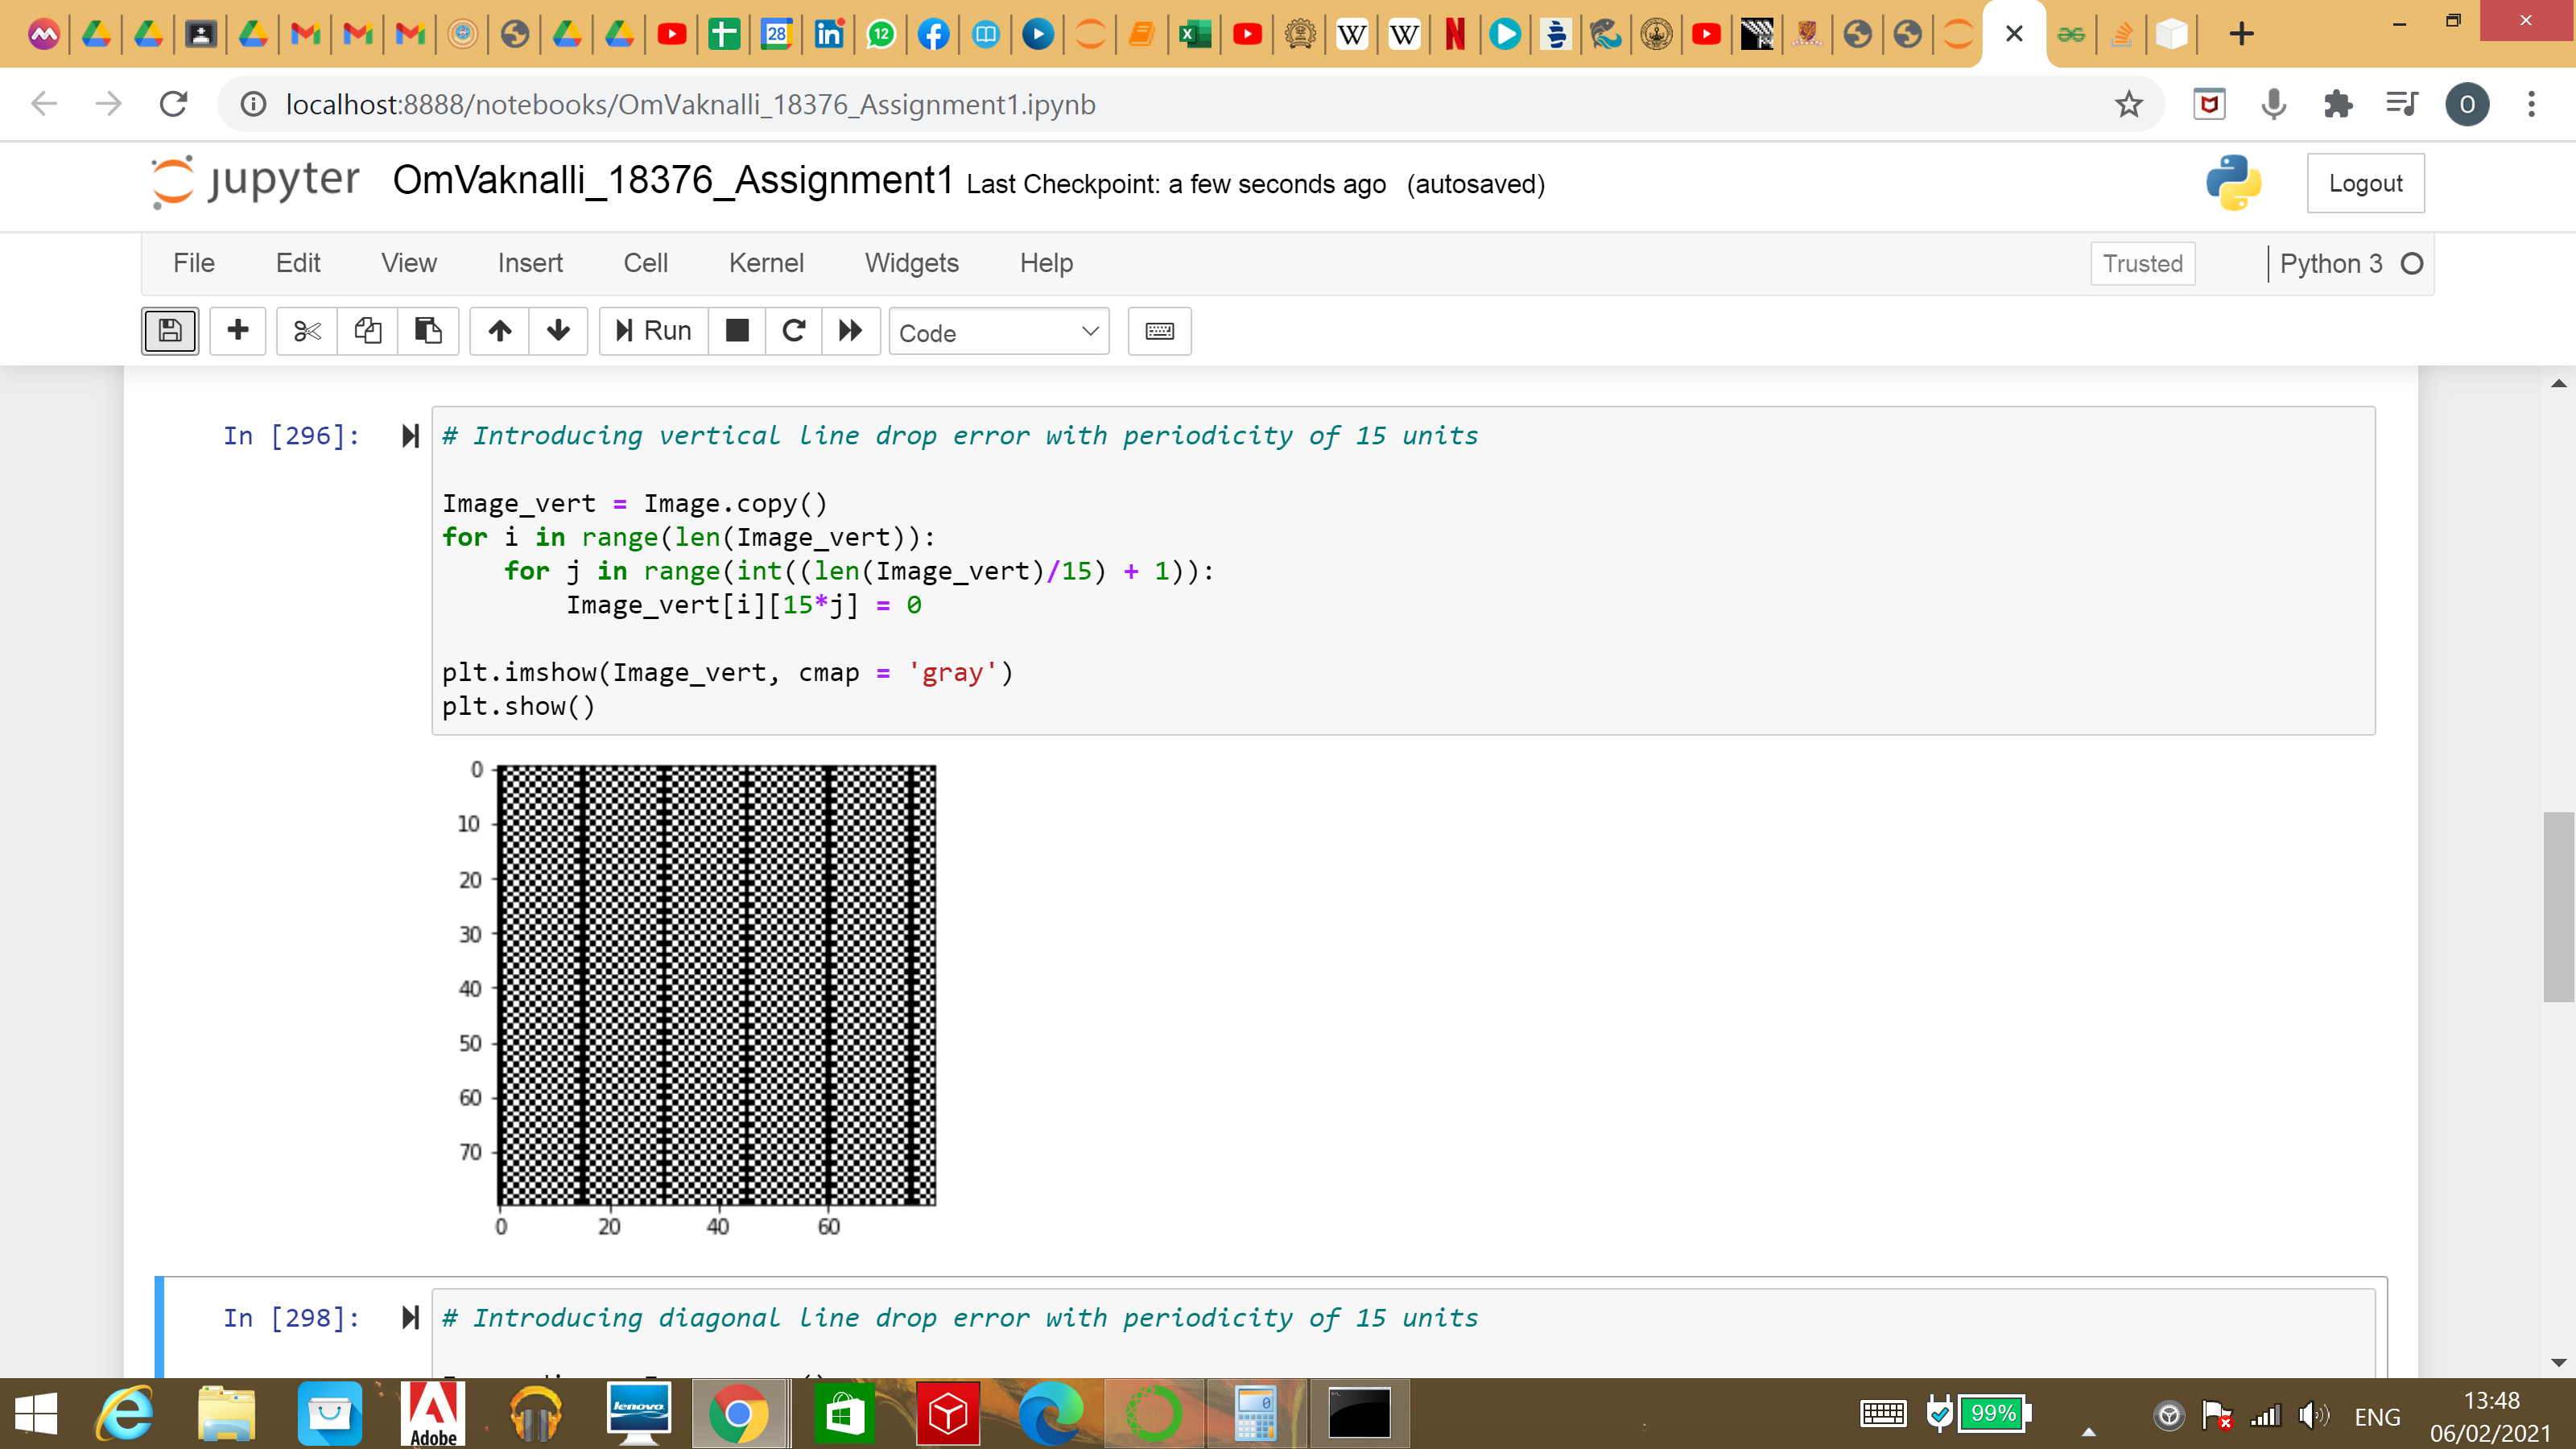 28
in
12
f
X
W
W
N
localhost:8888/notebooks/OmVaknalli_18376_Assignment1.ipynb
O
jupyter OmVaknalli_18376_Assignment1 Last Checkpoint: a few seconds ago (autosaved)
Logout
File Edit View Insert Cell Kernel Widgets Help
Trusted
Python 3
Run
Code
In [296]:
# Introducing vertical line drop error with periodicity of 15 units
Image_vert = Image.copy()
for i in range(len(Image_vert)):
    for j in range(int((len(Image_vert)/15) + 1)):
        Image_vert[i][15*j] = 0
plt.imshow(Image_vert, cmap = 'gray')
plt.show()
0
10
20
30
40
50
60
70
0 20 40 60
In [298]:
# Introducing diagonal line drop error with periodicity of 15 units
Adobe
lenovo
0
99%
ENG
13:48
06/02/2021